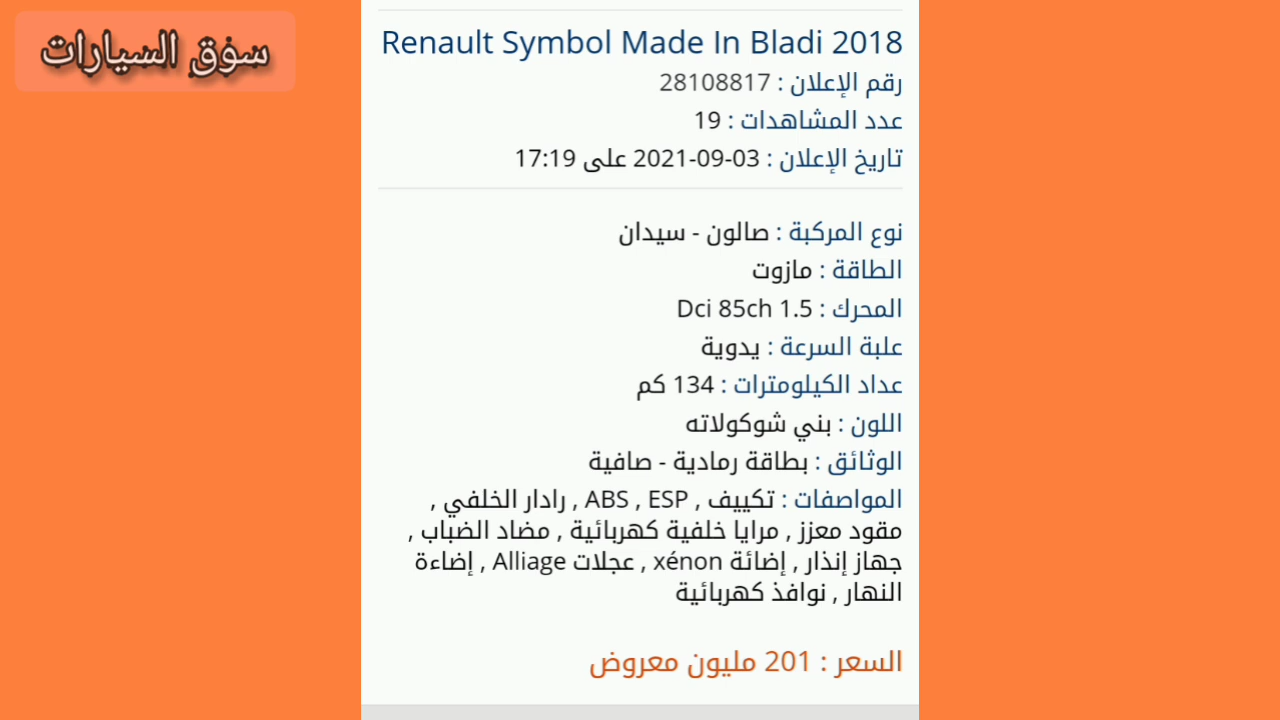 سوق السيارات
Renault Symbol Made In Bladi 2018
رقم الإعلان : 28108817
عدد المشاهدات : 19
تاريخ الإعلان : 03-09-2021 على 17:19
نوع المركبة : صالون - سيدان
الطاقة : مازوت
المحرك : 1.5 Dci 85ch
علبة السرعة : يدوية
عداد الكيلومترات : 134 كم
اللون : بني شوكولاته
الوثائق : بطاقة رمادية - صافية
المواصفات : تكييف , ABS , ESP , رادار الخلفي ,
مقود معزز , مرايا خلفية كهربائية , مضاد الضباب ,
جهاز إنذار , إضائة xénon , عجلات Alliage , إضاءة
النهار , نوافذ كهربائية
السعر : 201 مليون معروض